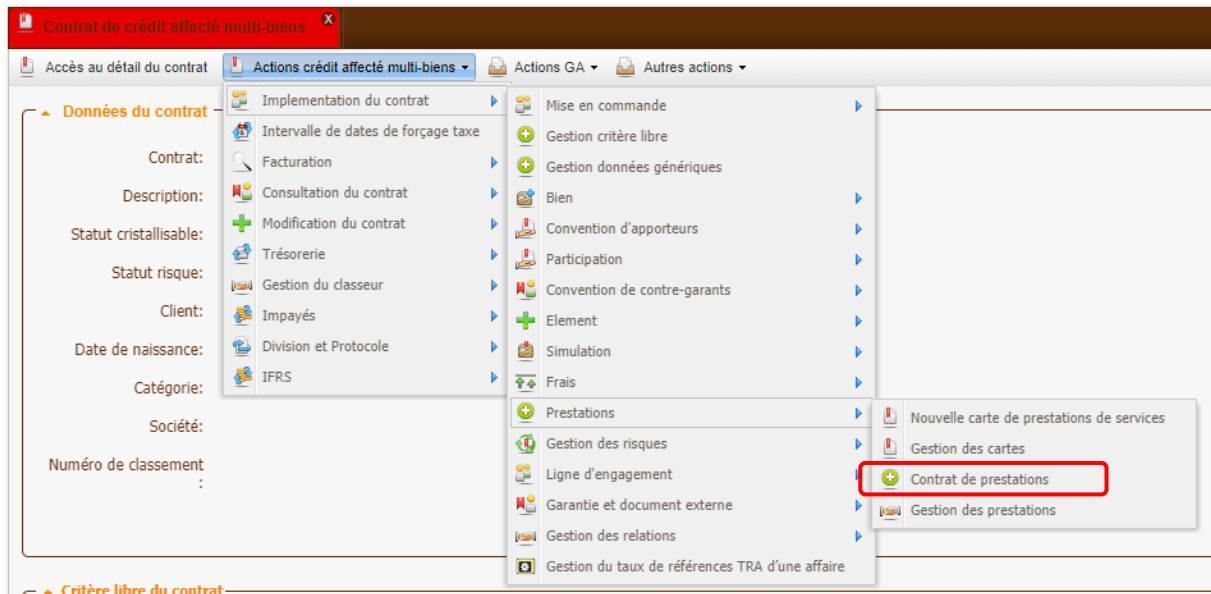 Contrat de crédit affecté multi-biens X
Accès au détail du contrat Actions crédit affecté multi-biens Actions GA Autres actions
Données du contrat
Contrat:
Description:
Statut cristallisable:
Statut risque:
Client:
Date de naissance:
Catégorie:
Société:
Numéro de classement
:
Critère libre du contrat
Implementation du contrat
Intervalle de dates de forçage taxe
Facturation
Consultation du contrat
Modification du contrat
Trésorerie
Gestion du classeur
Impayés
Division et Protocole
IFRS
Mise en commande
Gestion critère libre
Gestion données génériques
Bien
Convention d'apporteurs
Participation
Convention de contre-garants
Element
Simulation
Frais
Prestations
Gestion des risques
Ligne d'engagement
Garantie et document externe
Gestion des relations
Gestion du taux de références TRA d’une affaire
Nouvelle carte de prestations de services
Gestion des cartes
Contrat de prestations
Gestion des prestations